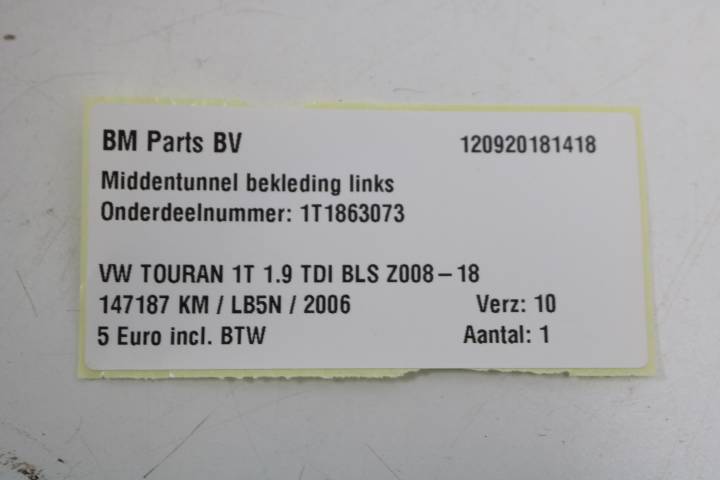 BM Parts BV 120920181418
Middentunnel bekleding links
Onderdeelnummer: 1T1863073
VW TOURAN 1T 1.9 TDI BLS Z008-18
147187 KM / LB5N / 2006 Verz: 10
5 Euro incl. BTW Aantal: 1